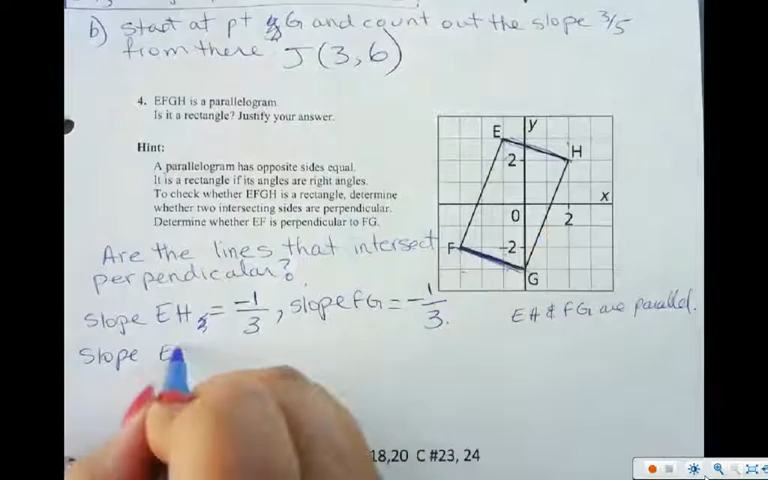 b) start at pt G and count out the slope 3/5
from there J(3,6)
4. EFGH is a parallelogram.
Is it a rectangle? Justify your answer.
Hint:
A parallelogram has opposite sides equal.
It is a rectangle if its angles are right angles.
To check whether EFGH is a rectangle, determine
whether two intersecting sides are perpendicular.
Determine whether EF is perpendicular to FG.
E
y
H
2
x
0
2
F
-2
G
Are the lines that intersect
perpendicular?
slope EH = -1/3, slope FG = -1/3.
EH & FG are parallel.
slope E
18,20 C #23, 24